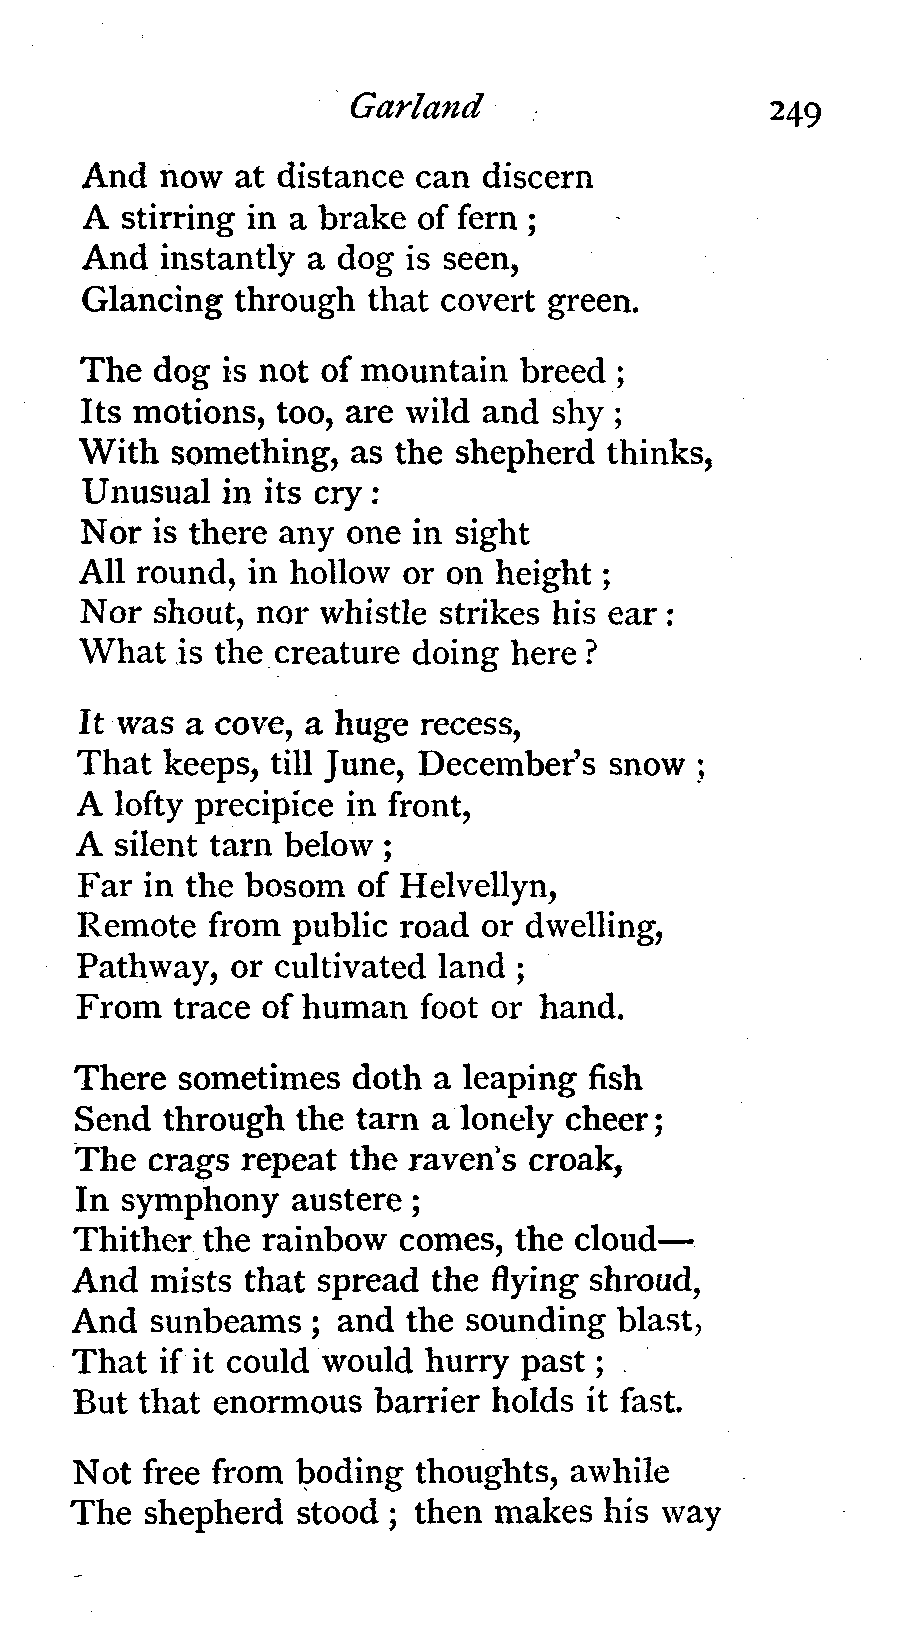 Garland 249
And now at distance can discern
A stirring in a brake of fern ;
And instantly a dog is seen,
Glancing through that covert green.
The dog is not of mountain breed ;
Its motions, too, are wild and shy ;
With something, as the shepherd thinks,
Unusual in its cry :
Nor is there any one in sight
All round, in hollow or on height ;
Nor shout, nor whistle strikes his ear :
What is the creature doing here ?
It was a cove, a huge recess,
That keeps, till June, December's snow ;
A lofty precipice in front,
A silent tarn below ;
Far in the bosom of Helvellyn,
Remote from public road or dwelling,
Pathway, or cultivated land ;
From trace of human foot or hand.
There sometimes doth a leaping fish
Send through the tarn a lonely cheer ;
The crags repeat the raven's croak,
In symphony austere ;
Thither the rainbow comes, the cloud—
And mists that spread the flying shroud,
And sunbeams ; and the sounding blast,
That if it could would hurry past ;
But that enormous barrier holds it fast.
Not free from boding thoughts, awhile
The shepherd stood ; then makes his way